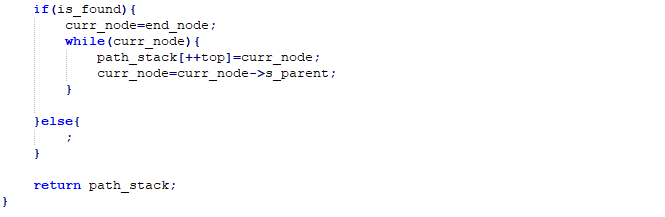 if(is_found){
curr_node=end_node;
while(curr_node){
path_stack[++top]=curr_node;
curr_node=curr_node->s_parent;
}
}else{
;
}
return path_stack;
}